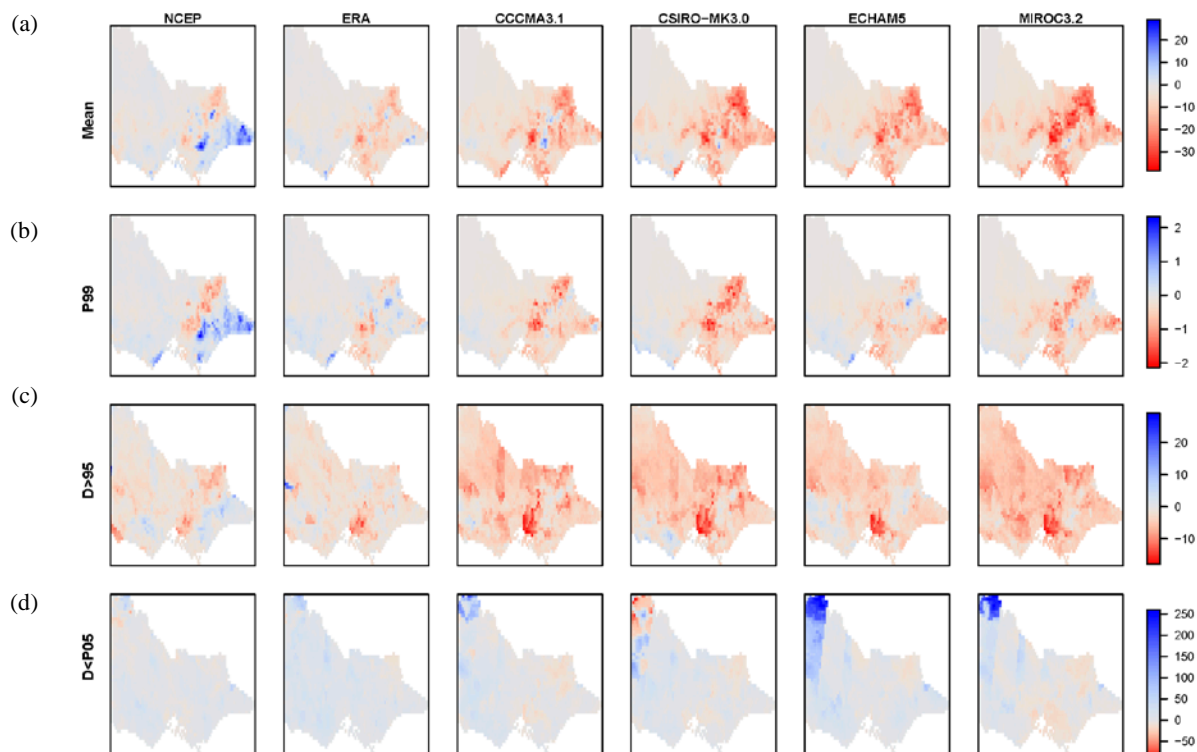 NCEP ERA CCCMA3.1 CSIRO-MK3.0 ECHAM5 MIROC3.2
(a)
Mean
20
10
0
−10
−20
−30
(b)
P99
2
1
0
−1
−2
(c)
D>95
20
10
0
−10
(d)
D<P05
250
200
150
100
50
0
−50